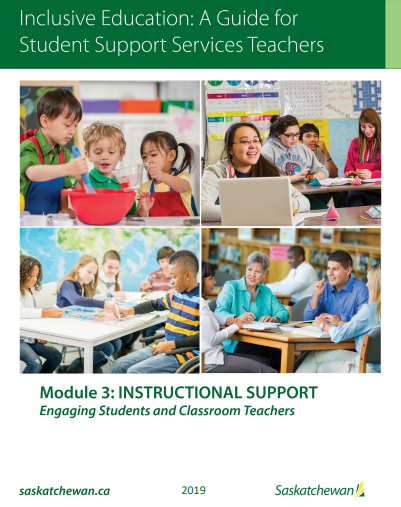 Inclusive Education: A Guide for
Student Support Services Teachers
Module 3: INSTRUCTIONAL SUPPORT
Engaging Students and Classroom Teachers
saskatchewan.ca
2019
Saskatchewan